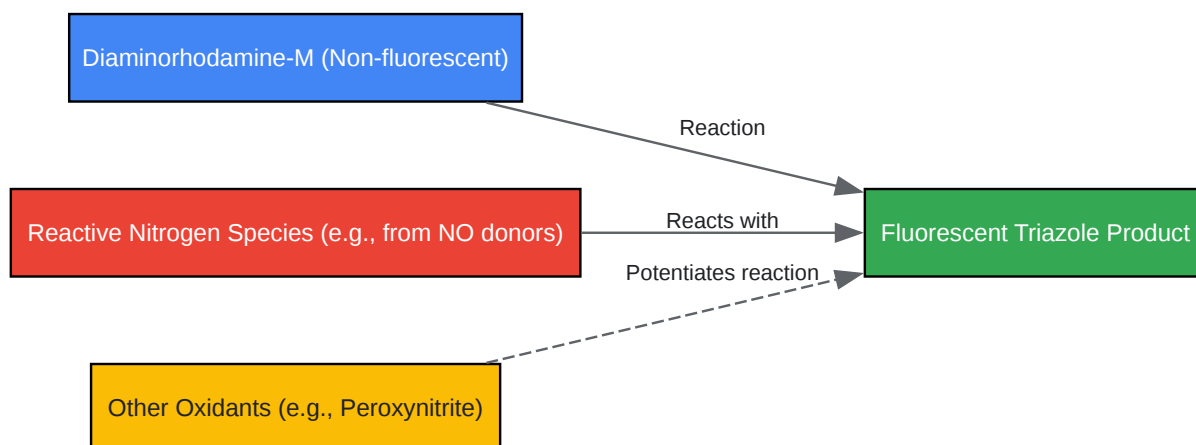 Diaminorhodamine-M (Non-fluorescent)
Reaction
Reactive Nitrogen Species (e.g., from NO donors)
Reacts with
Fluorescent Triazole Product
Potentiates reaction
Other Oxidants (e.g., Peroxynitrite)